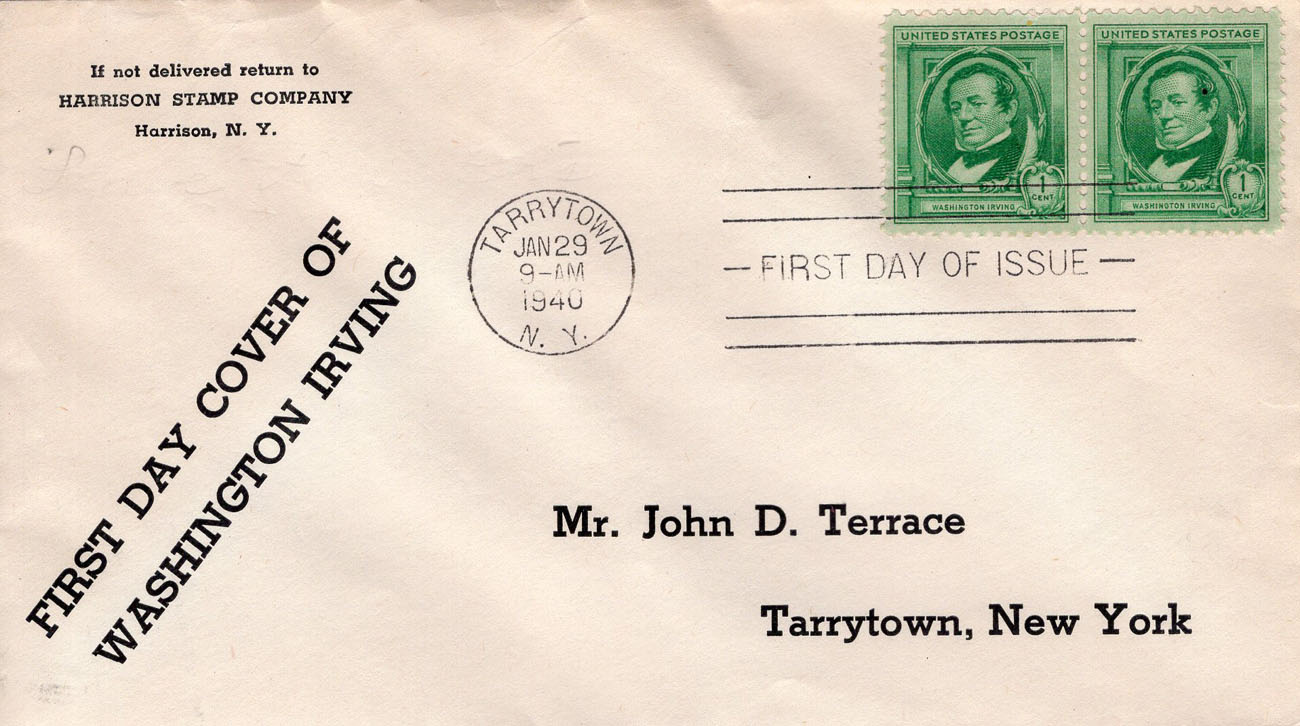 If not delivered return to
HARRISON STAMP COMPANY
Harrison, N. Y.
UNITED STATES POSTAGE
WASHINGTON IRVING
1
CENT
UNITED STATES POSTAGE
WASHINGTON IRVING
1
CENT
TARRYTOWN
JAN 29
9-AM
1940
N. Y.
— FIRST DAY OF ISSUE —
FIRST DAY COVER OF
WASHINGTON IRVING
Mr. John D. Terrace
Tarrytown, New York